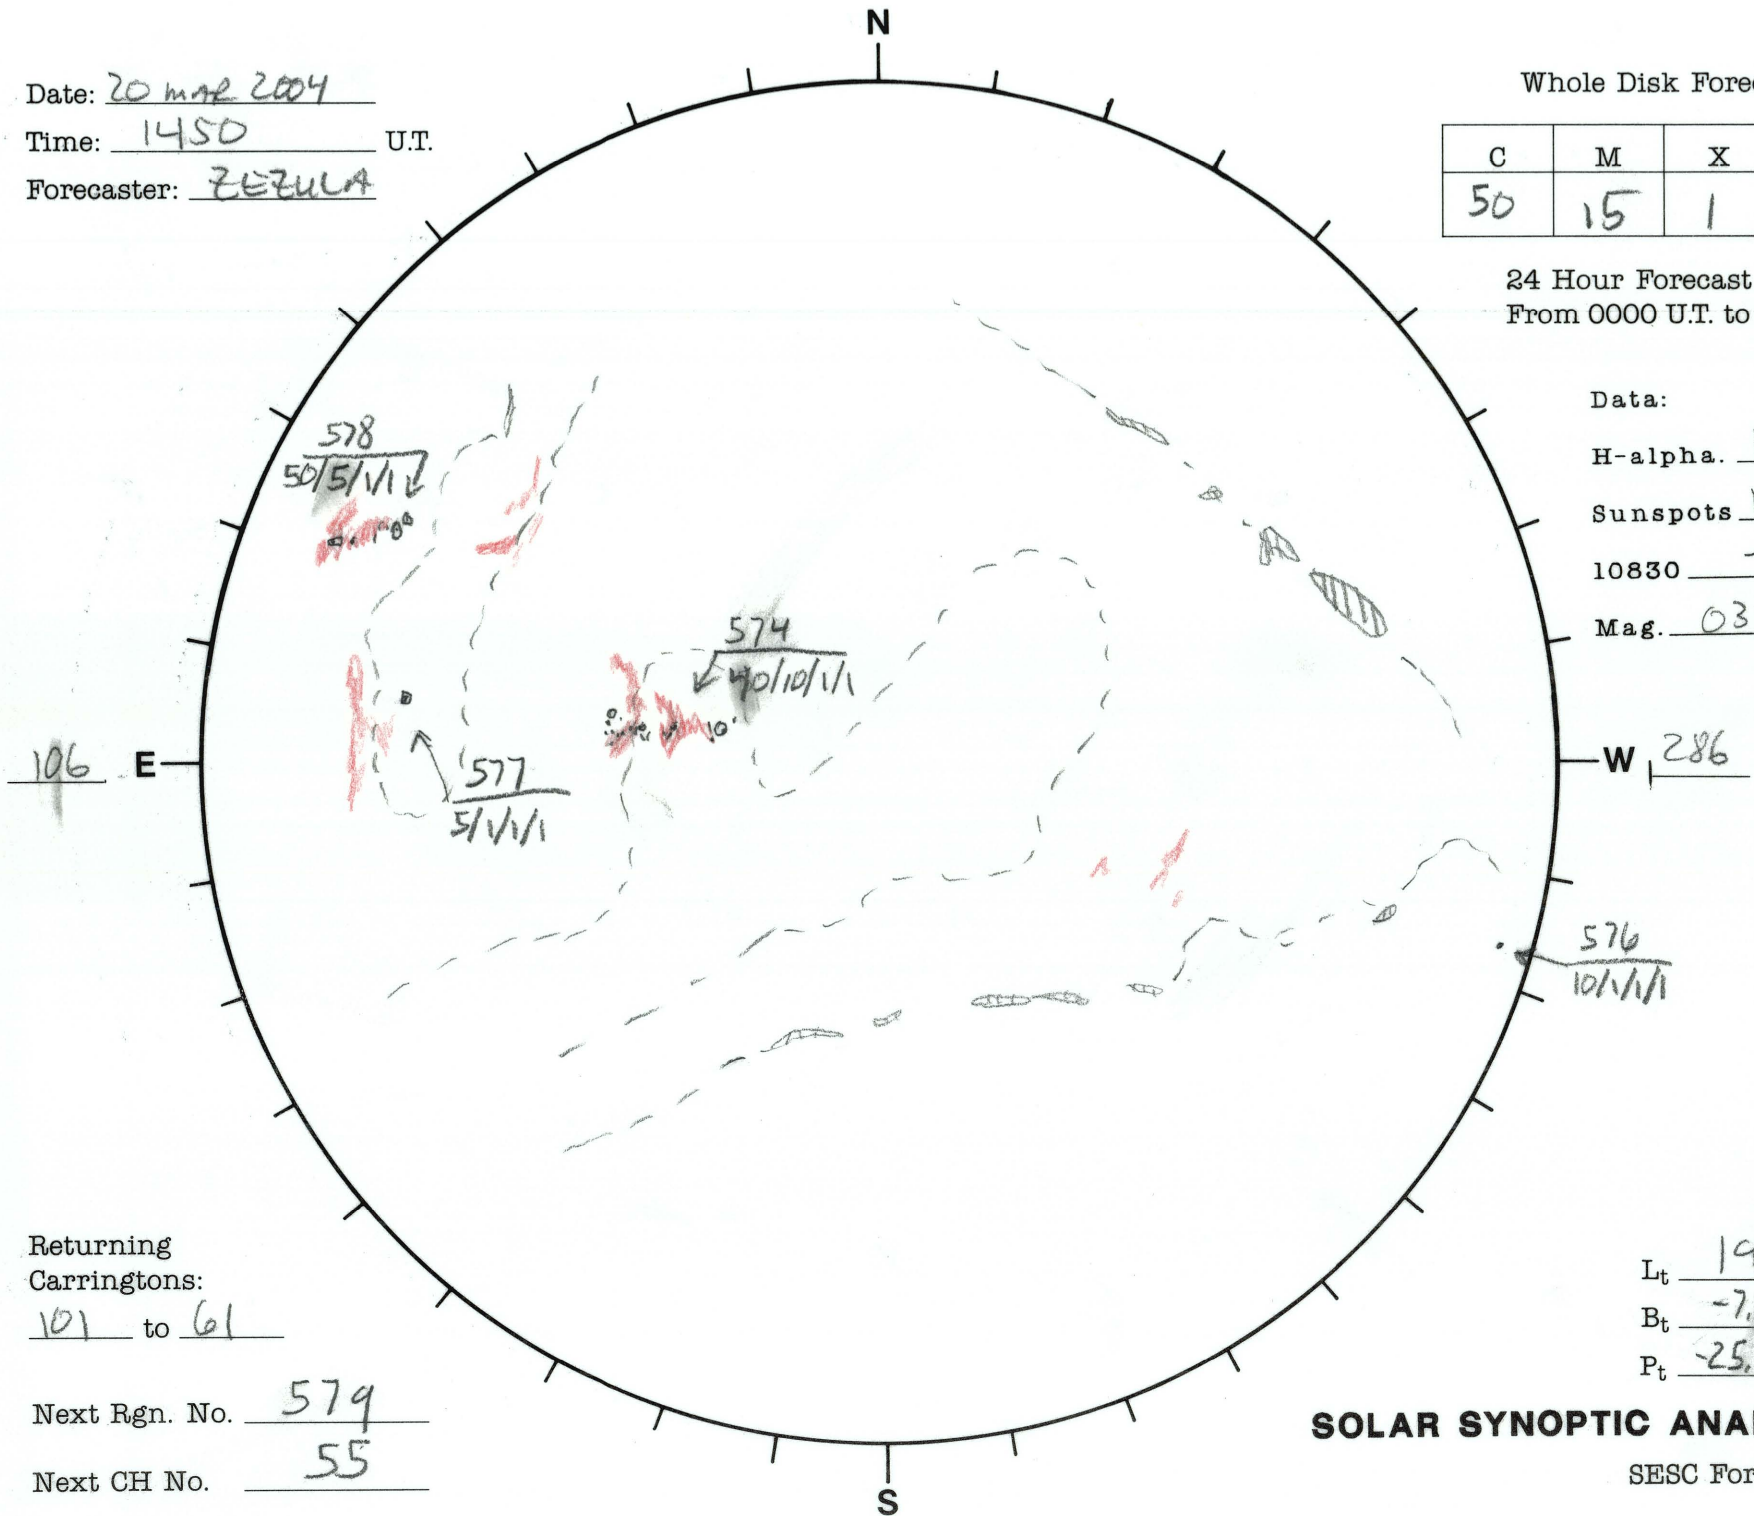 N
Date: 20 MAR 2004
Time: 1450 U.T.
Forecaster: ZEZULA
Whole Disk Fore
C M X
50 15 1
24 Hour Forecast
From 0000 U.T. to
Data:
H-alpha.
Sunspots
10830
Mag. 03
578
50/5/1/1
574
40/10/1/1
106 E
W 286
577
5/1/1/1
576
10/1/1/1
Returning
Carringtons:
101 to 61
Next Rgn. No. 579
Next CH No. 55
Lt 19
Bt -7.
Pt -25.
SOLAR SYNOPTIC ANA
SESC For
S